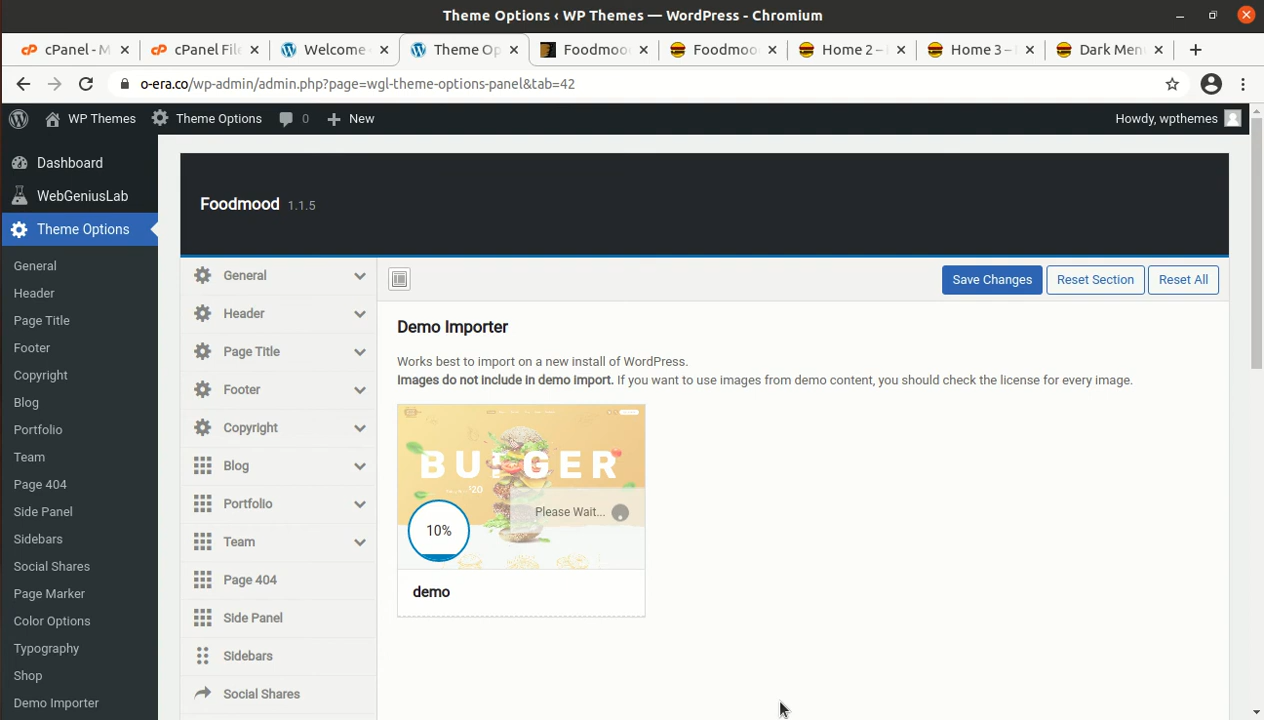 Theme Options ‹ WP Themes — WordPress - Chromium
cPanel - M
cPanel File
Welcome
Theme Op
Foodmoo
Foodmoo
Home 2 –
Home 3 –
Dark Men
o-era.co/wp-admin/admin.php?page=wgl-theme-options-panel&tab=42
WP Themes
Theme Options
0
New
Howdy, wpthemes
Dashboard
WebGeniusLab
Theme Options
General
Header
Page Title
Footer
Copyright
Blog
Portfolio
Team
Page 404
Side Panel
Sidebars
Social Shares
Page Marker
Color Options
Typography
Shop
Demo Importer
Foodmood 1.1.5
General
Header
Page Title
Footer
Copyright
Blog
Portfolio
Team
Page 404
Side Panel
Sidebars
Social Shares
Save Changes
Reset Section
Reset All
Demo Importer
Works best to import on a new install of WordPress.
Images do not include in demo import. If you want to use images from demo content, you should check the license for every image.
BURGER
$20
Please Wait...
10%
demo